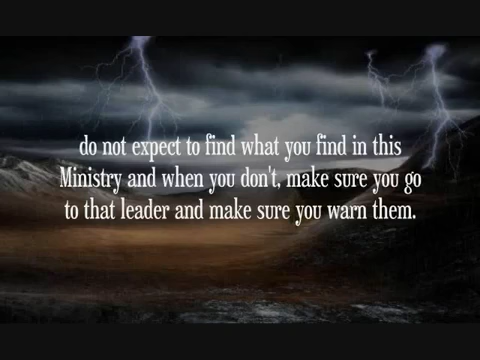 do not expect to find what you find in this
Ministry and when you don't, make sure you go
to that leader and make sure you warn them.